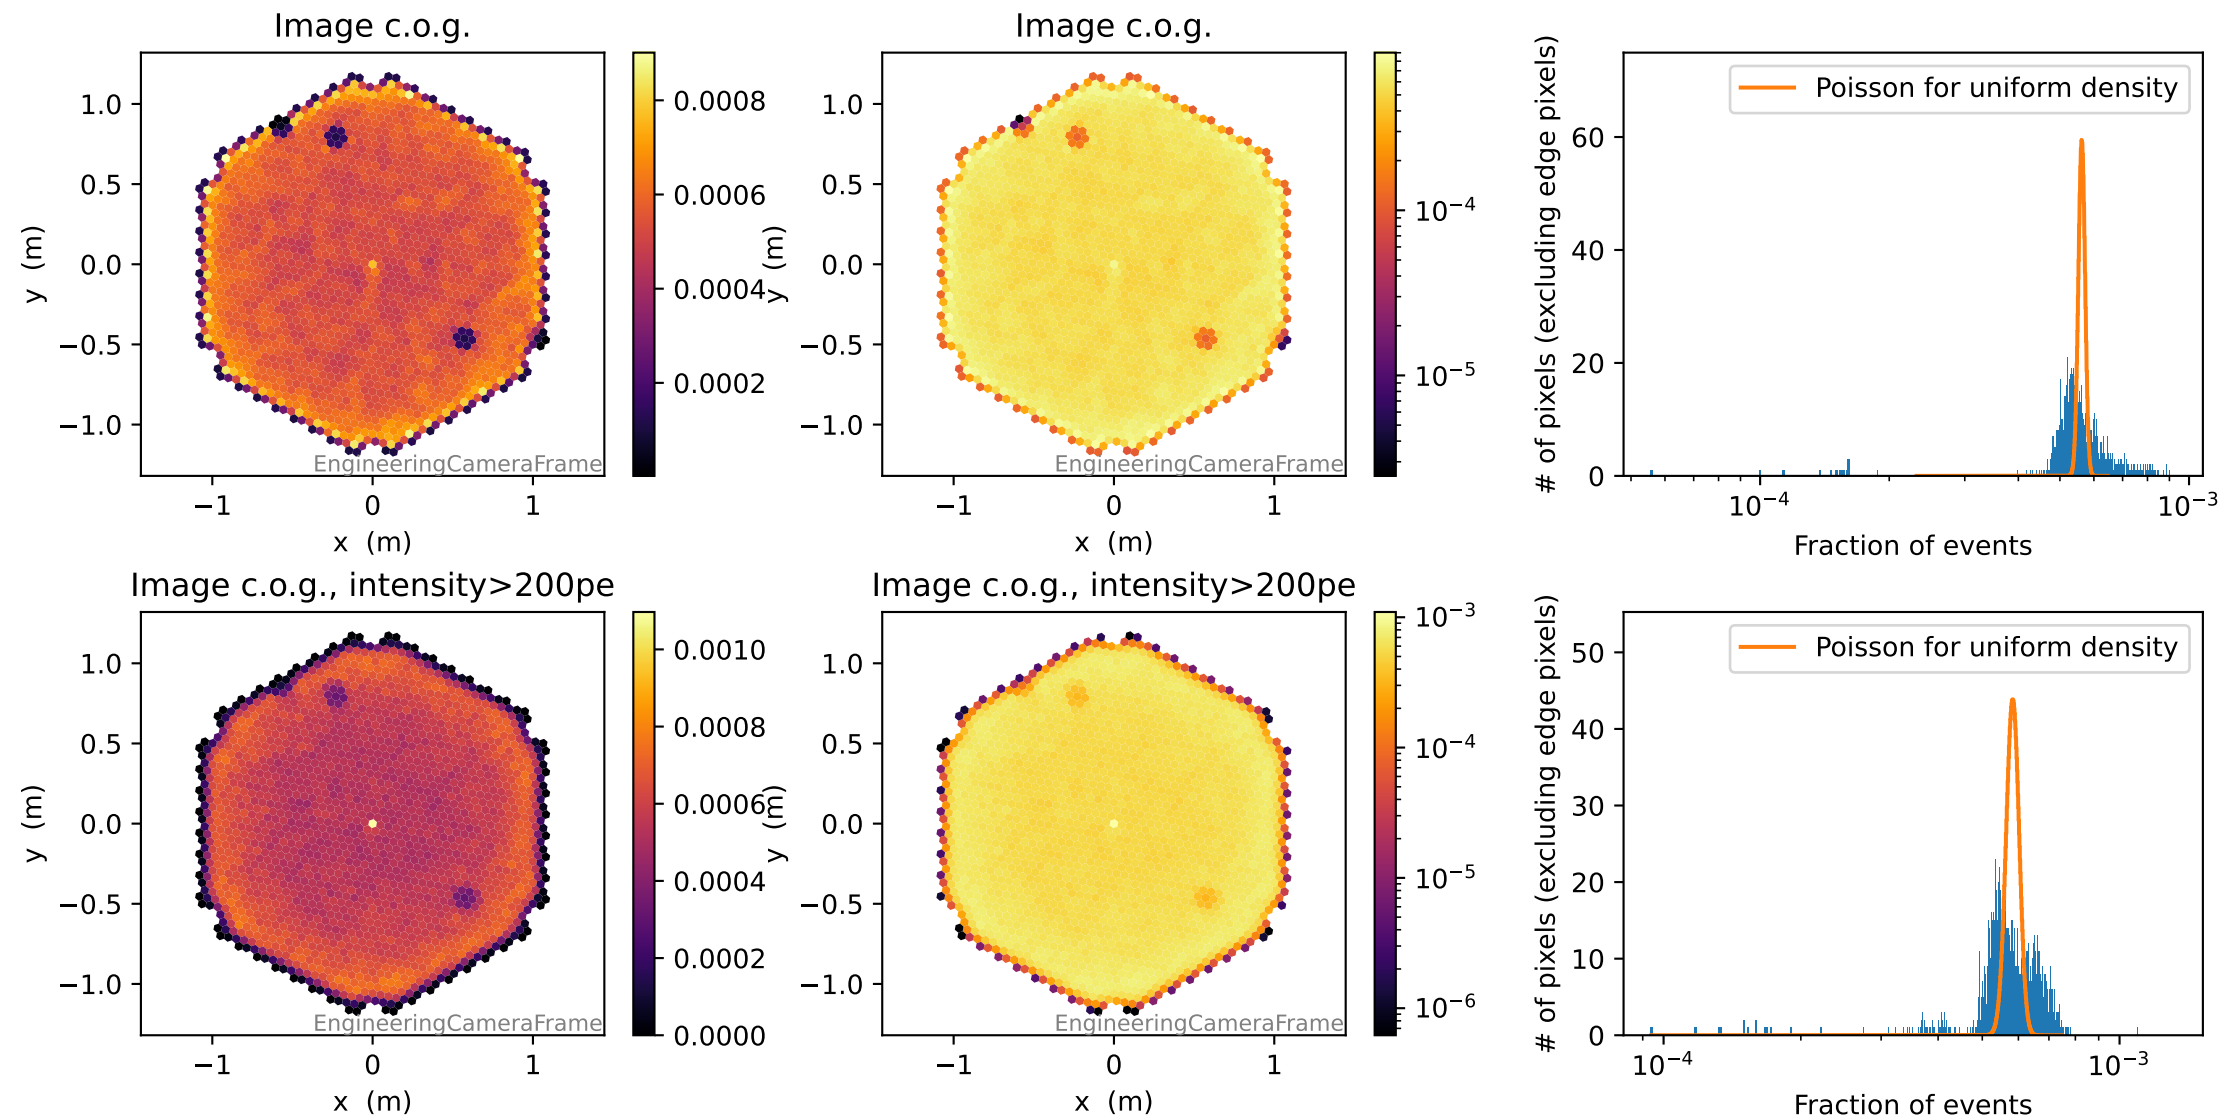 Image c.o.g.
1.0
0.5
0.0
−0.5
−1.0
y (m)
−1
0
1
x (m)
EngineeringCameraFrame
0.0008
0.0006
0.0004
0.0002
Image c.o.g.
1.0
0.5
0.0
−0.5
−1.0
y (m)
−1
0
1
x (m)
EngineeringCameraFrame
10−4
10−5
# of pixels (excluding edge pixels)
60
40
20
0
Poisson for uniform density
10−4
10−3
Fraction of events
Image c.o.g., intensity>200pe
1.0
0.5
0.0
−0.5
−1.0
y (m)
−1
0
1
x (m)
EngineeringCameraFrame
0.0010
0.0008
0.0006
0.0004
0.0002
0.0000
Image c.o.g., intensity>200pe
1.0
0.5
0.0
−0.5
−1.0
y (m)
−1
0
1
x (m)
EngineeringCameraFrame
10−3
10−4
10−5
10−6
# of pixels (excluding edge pixels)
50
40
30
20
10
0
Poisson for uniform density
10−4
10−3
Fraction of events